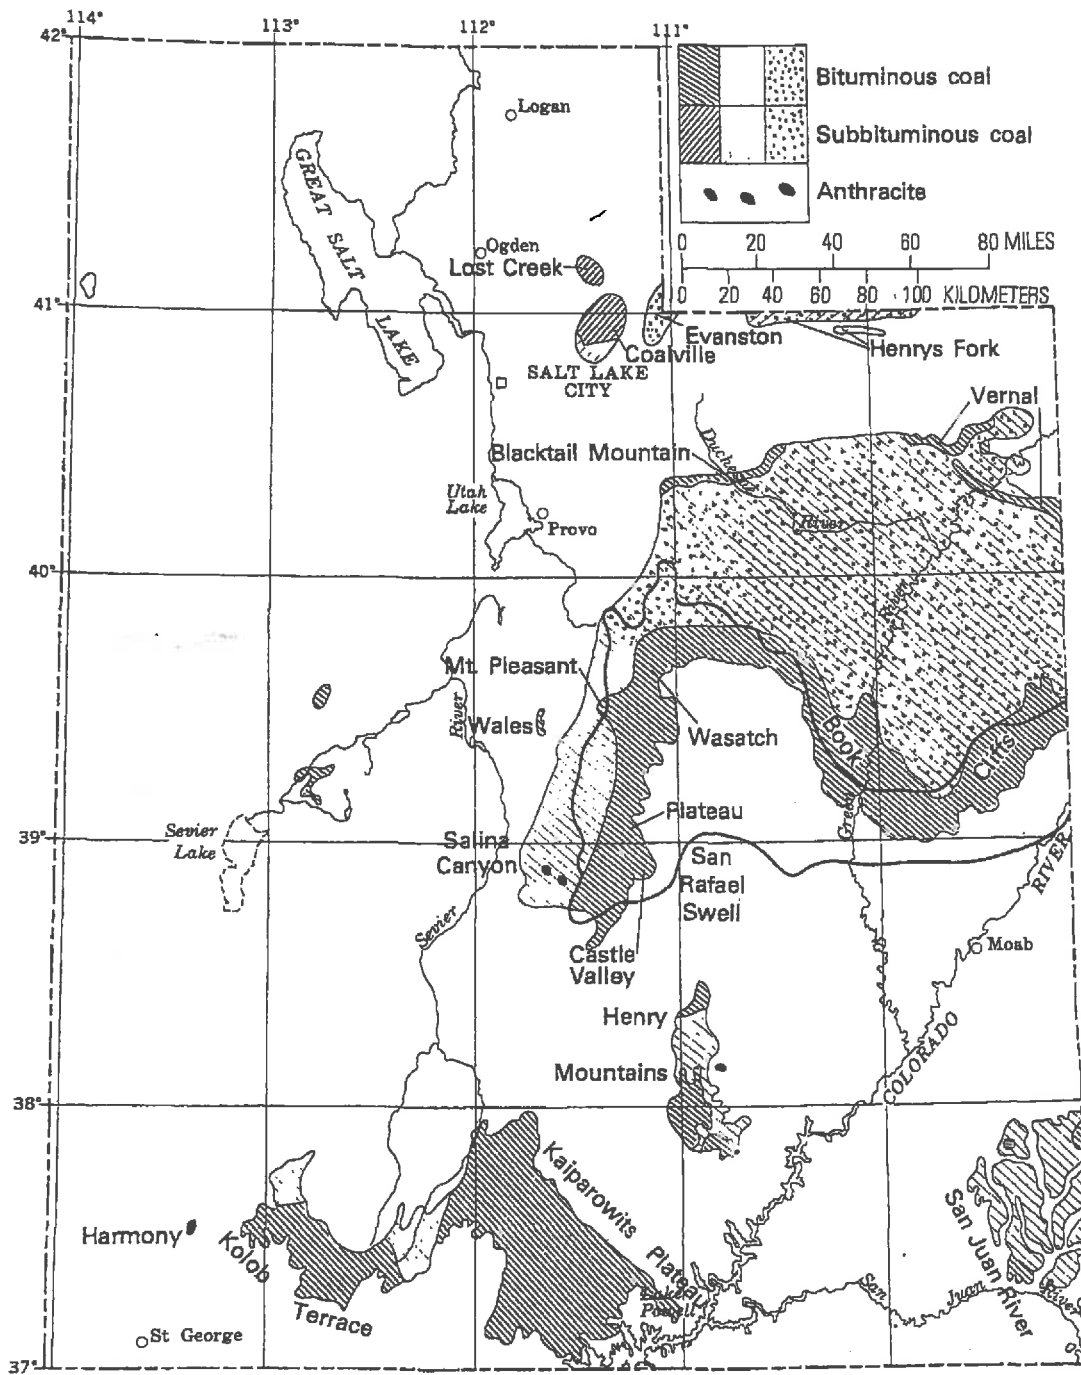 114°
113°
112°
111°
42°
Bituminous coal
Subbituminous coal
Anthracite
0 20 40 60 80 MILES
0 20 40 60 80 100 KILOMETERS
Logan
GREAT SALT LAKE
Ogden
Lost Creek
41°
Evanston
Coalville
Henrys Fork
SALT LAKE
CITY
Vernal
Blacktail Mountain
Duchesne
River
Utah
Lake
Provo
40°
River
Mt. Pleasant
River
Wales
Wasatch
Book
Cliffs
Plateau
Green
39°
Sevier
Lake
Salina
Canyon
San
Rafael
Swell
RIVER
Sevier
Moab
Castle
Valley
Henry
Mountains
COLORADO
38°
Kaiparowits Plateau
Harmony
Kolob
Terrace
San Juan River
Lake
Powell
San
Juan
River
St George
37°